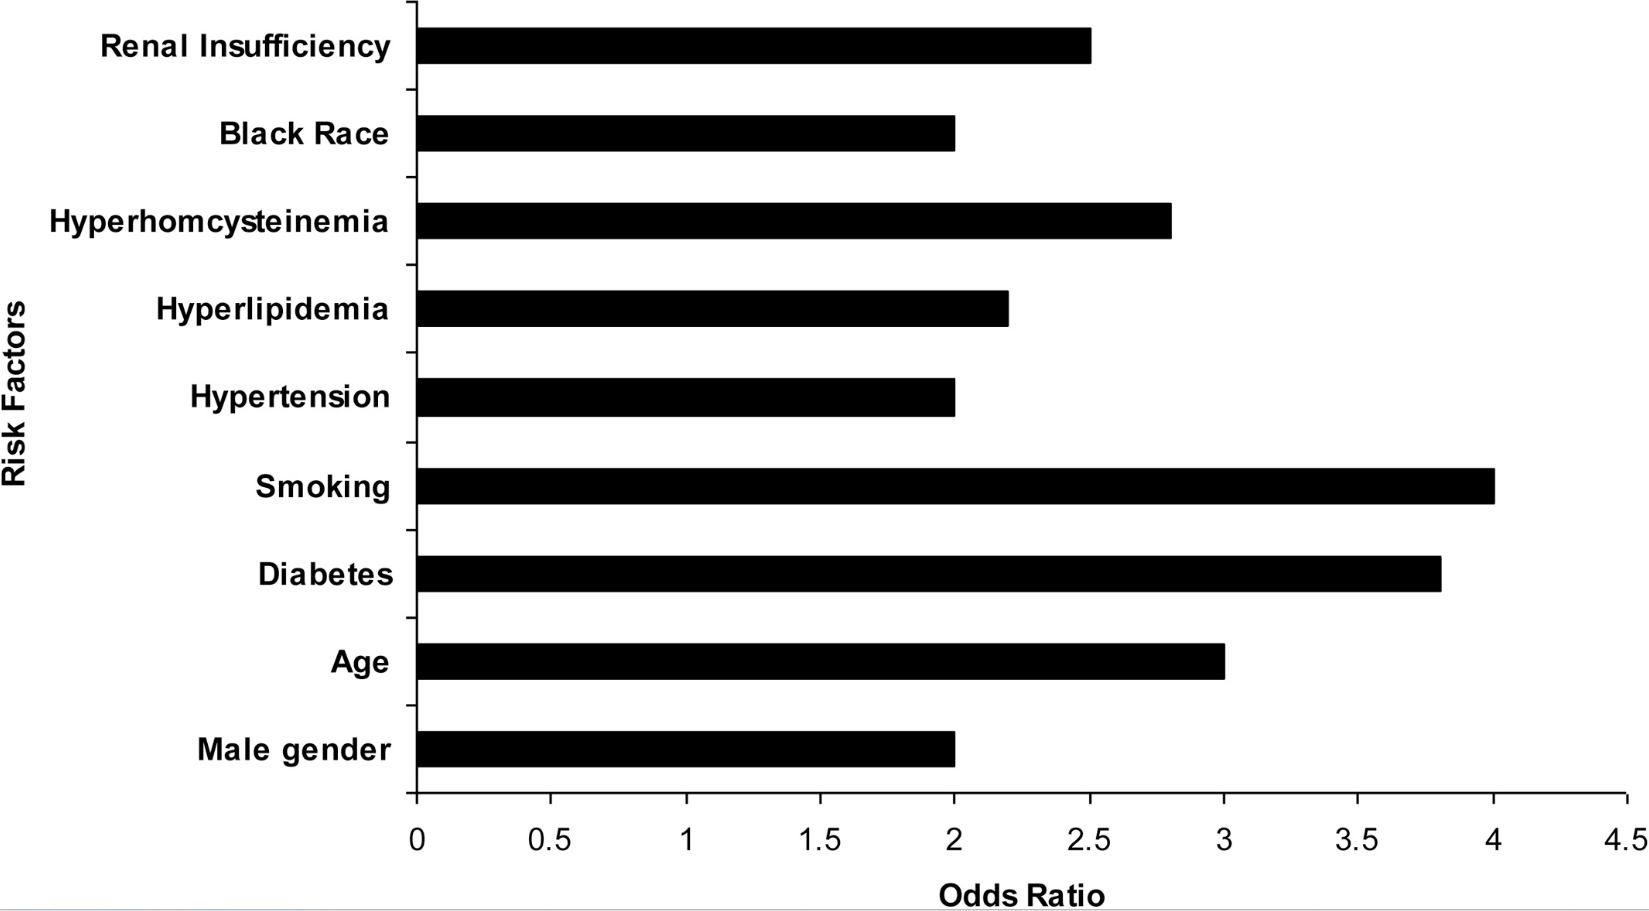 Renal Insufficiency
Black Race
Hyperhomcysteinemia
Hyperlipidemia
Hypertension
Smoking
Diabetes
Age
Male gender
Risk Factors
0 0.5 1 1.5 2 2.5 3 3.5 4 4.5
Odds Ratio